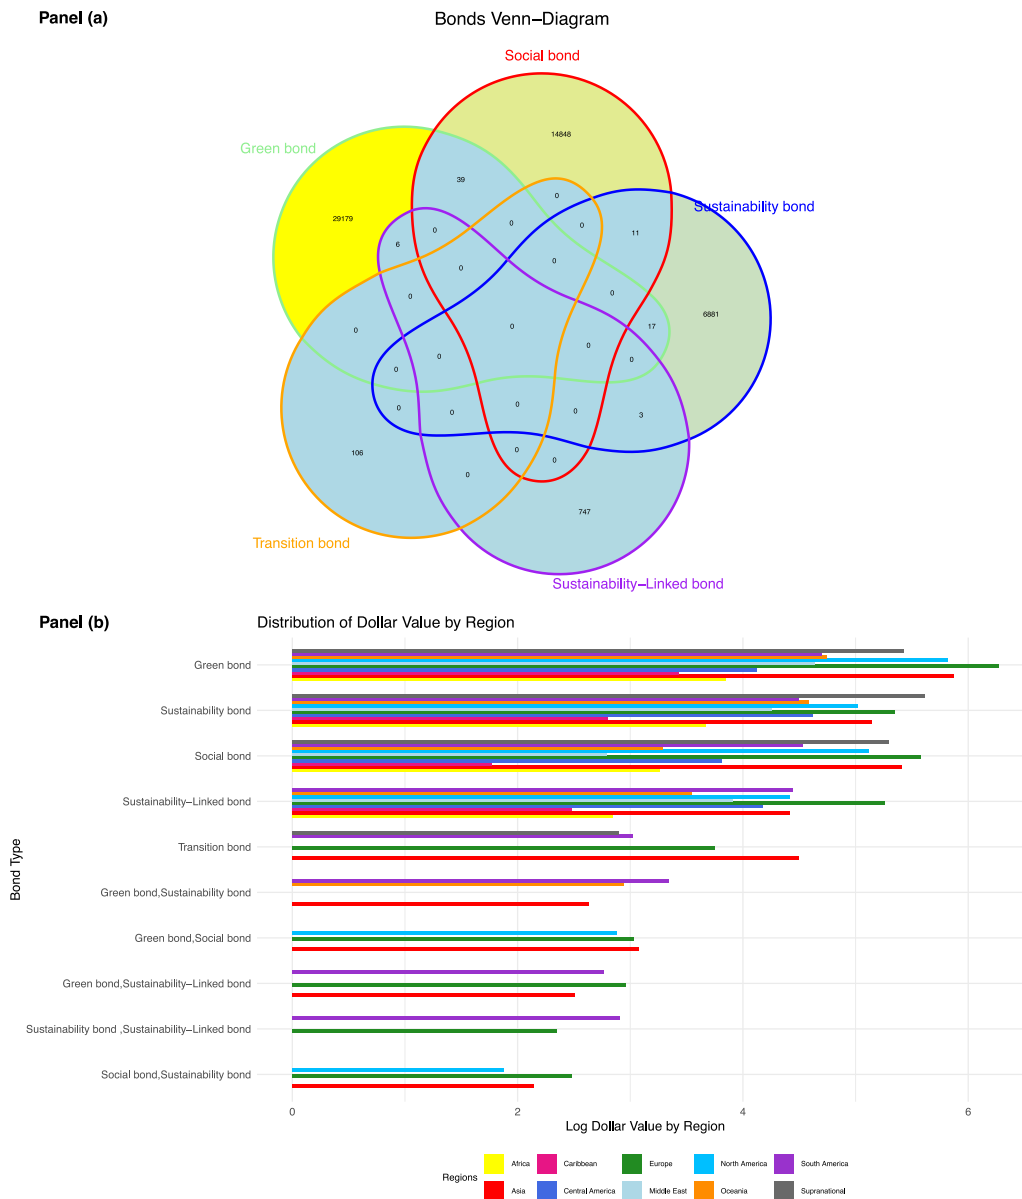 Panel (a)
Bonds Venn−Diagram
Social bond
14848
Green bond
39
0
Sustainability bond
29179
0
0
11
0
6
0
0
0
0
6881
0
0
17
0
0
0
0
0
0
0
0
0
3
106
0
0
0
747
Transition bond
Sustainability−Linked bond
Panel (b)
Distribution of Dollar Value by Region
Green bond
Sustainability bond
Social bond
Sustainability−Linked bond
Transition bond
Green bond,Sustainability bond
Green bond,Social bond
Green bond,Sustainability−Linked bond
Sustainability bond ,Sustainability−Linked bond
Social bond,Sustainability bond
Bond Type
0 2 4 6
Log Dollar Value by Region
Regions
Africa Caribbean Europe North America South America
Asia Central America Middle East Oceania Supranational